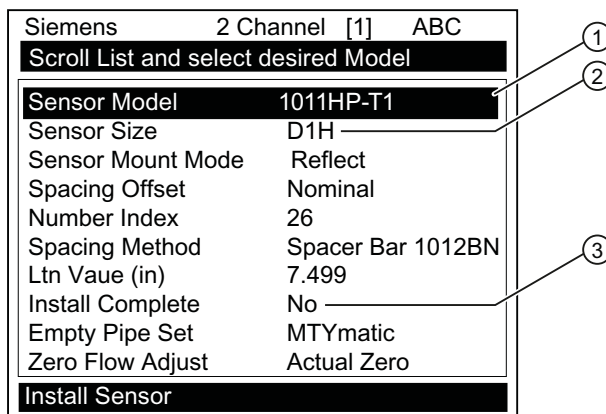 Siemens 2 Channel [1] ABC
Scroll List and select desired Model
Sensor Model 1011HP-T1
Sensor Size D1H
Sensor Mount Mode Reflect
Spacing Offset Nominal
Number Index 26
Spacing Method Spacer Bar 1012BN
Ltn Vaue (in) 7.499
Install Complete No
Empty Pipe Set MTYmatic
Zero Flow Adjust Actual Zero
Install Sensor
1
2
3